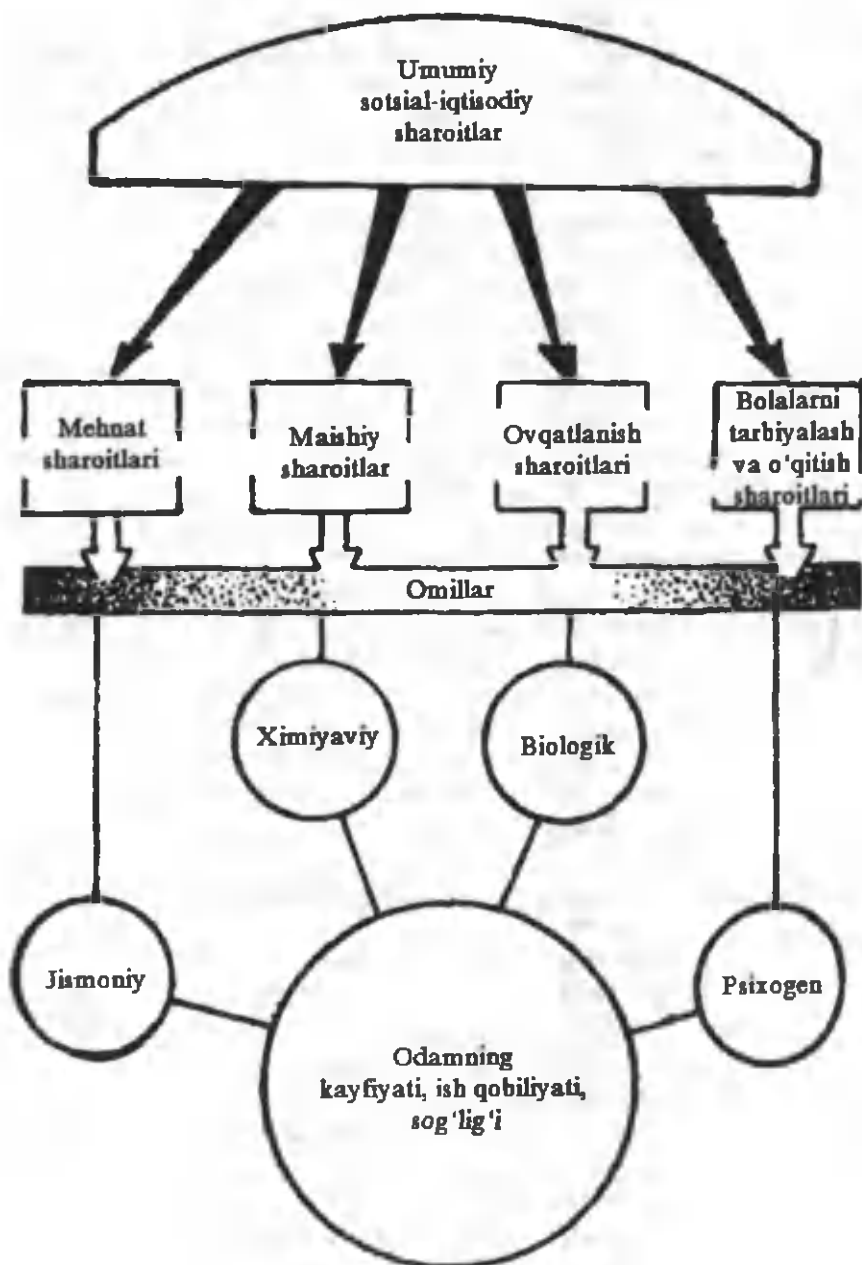 Umumiy
sotsial-iqtisodiy
sharoitlar
Mehnat
sharoitlari
Maishiy
sharoitlar
Ovqatlanish
sharoitlari
Bolalarni
tarbiyalash
va o‘qitish
sharoitlari
Omillar
Ximiyaviy
Biologik
Jismoniy
Psixogen
Odamning
kayfiyati, ish qobiliyati,
sog‘lig‘i